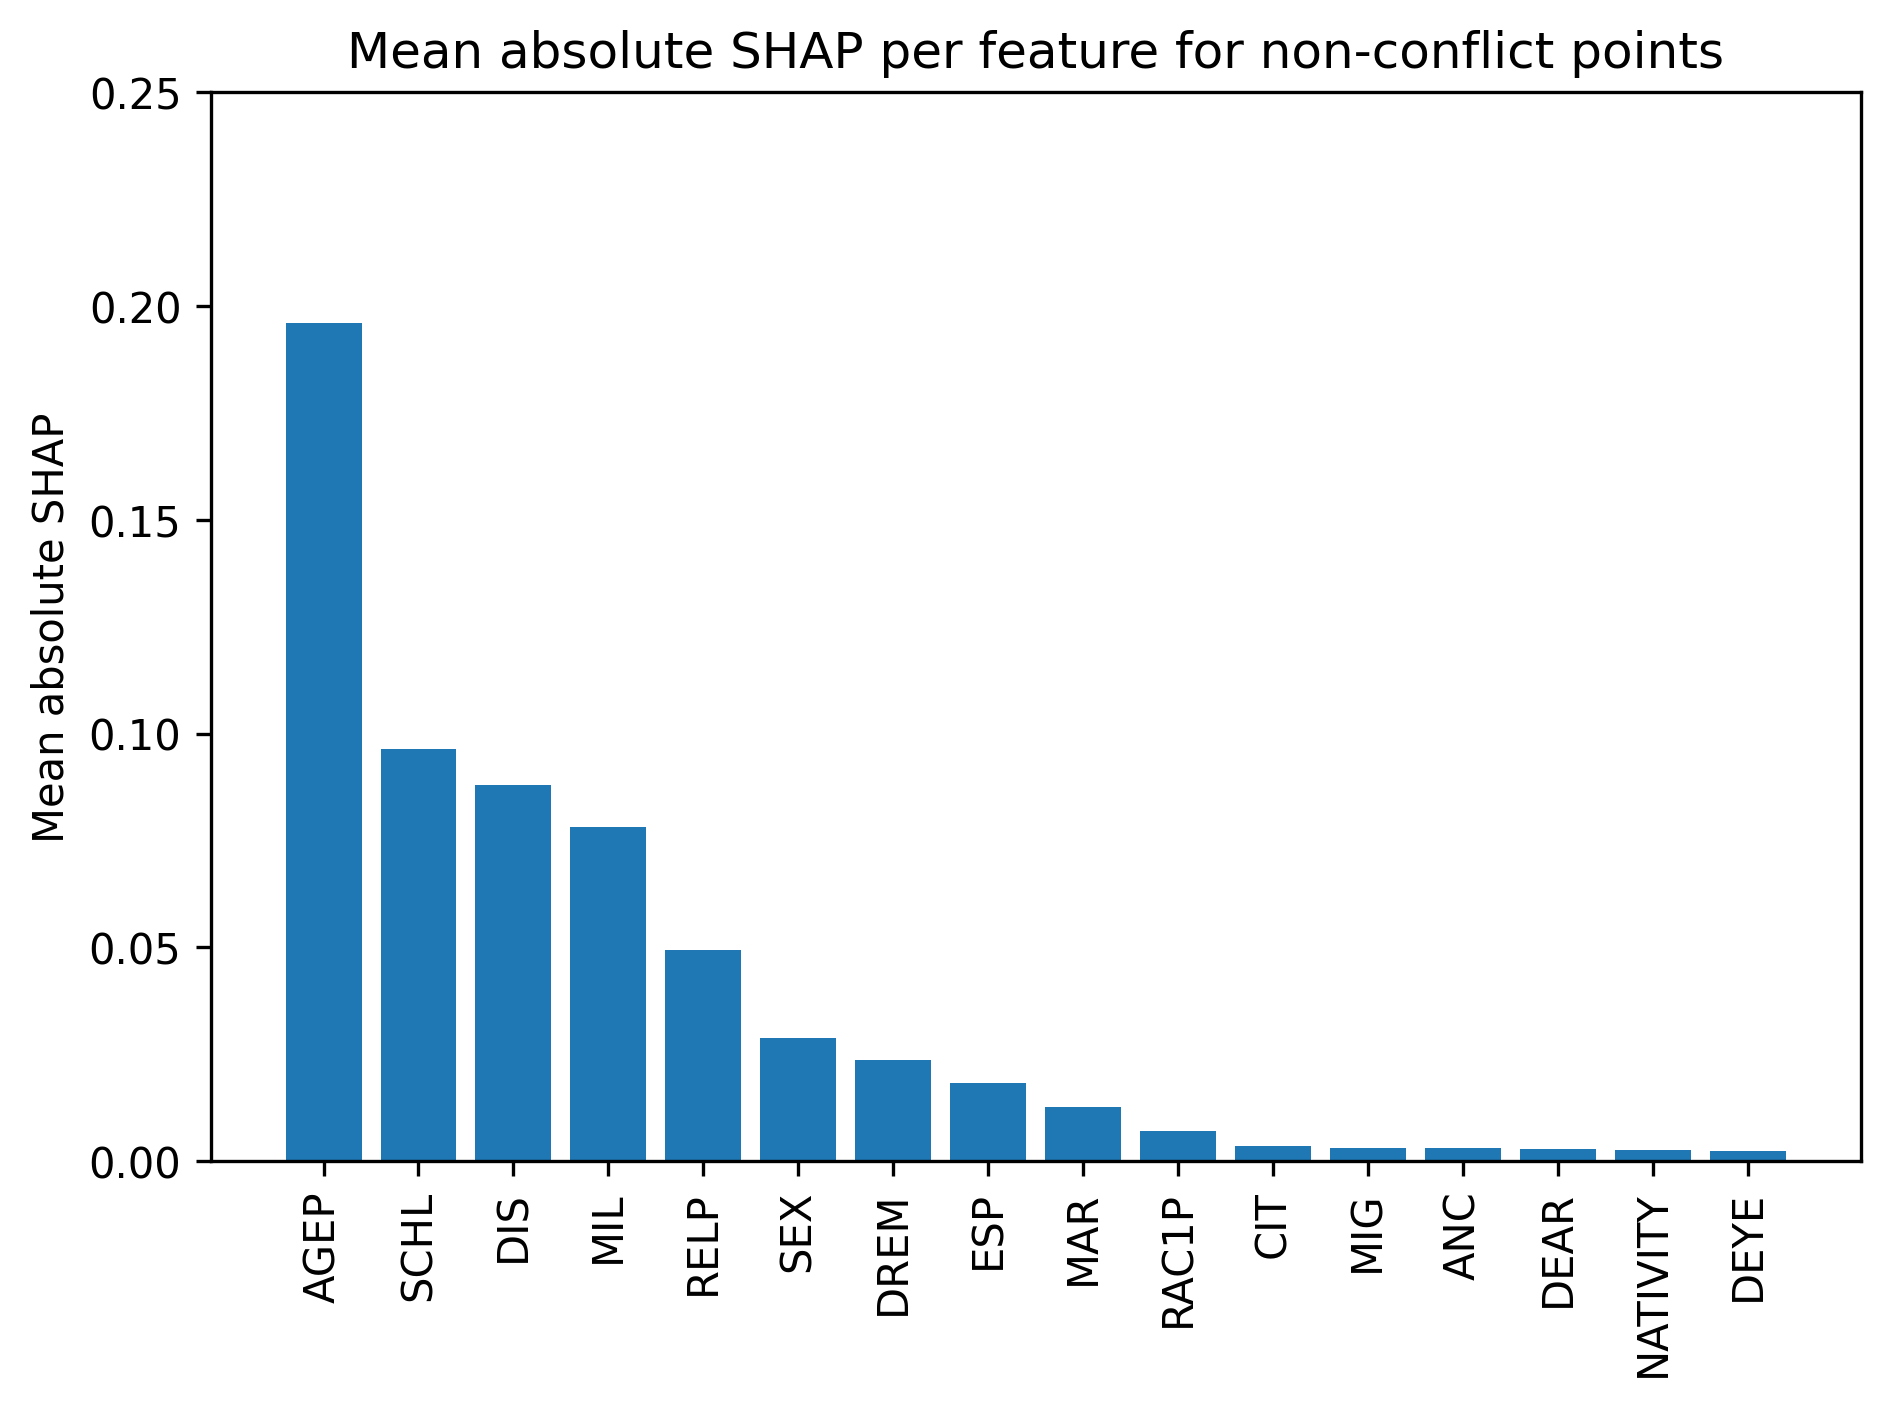 Mean absolute SHAP per feature for non-conflict points
Mean absolute SHAP
0.25
0.20
0.15
0.10
0.05
0.00
AGEP
SCHL
DIS
MIL
RELP
SEX
DREM
ESP
MAR
RAC1P
CIT
MIG
ANC
DEAR
NATIVITY
DEYE